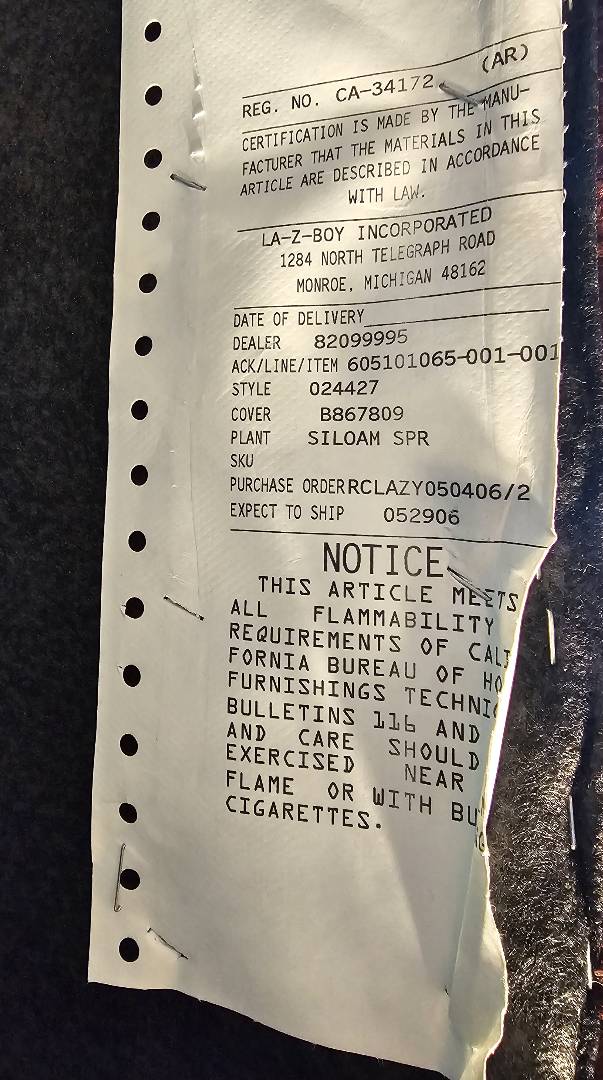 REG. NO. CA-34172 (AR)
CERTIFICATION IS MADE BY THE MANU-
FACTURER THAT THE MATERIALS IN THIS
ARTICLE ARE DESCRIBED IN ACCORDANCE
WITH LAW.
LA-Z-BOY INCORPORATED
1284 NORTH TELEGRAPH ROAD
MONROE, MICHIGAN 48162
DATE OF DELIVERY
DEALER 82099995
ACK/LINE/ITEM 605101065-001-001
STYLE 024427
COVER B867809
PLANT SILOAM SPR
SKU
PURCHASE ORDER RCLAZY050406/2
EXPECT TO SHIP 052906
NOTICE
THIS ARTICLE MEETS
ALL FLAMMABILITY
REQUIREMENTS OF CALI
FORNIA BUREAU OF HO
FURNISHINGS TECHNIC
BULLETINS 116 AND
AND CARE SHOULD
EXERCISED NEAR
FLAME OR WITH BU
CIGARETTES.